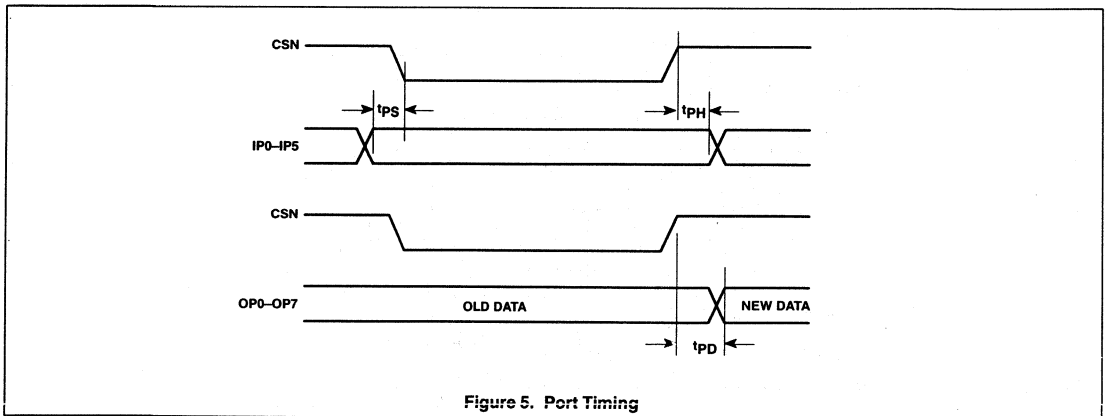 CSN
tPS
tPH
IP0–IP5
CSN
OP0–OP7
OLD DATA
NEW DATA
tPD
Figure 5. Port Timing